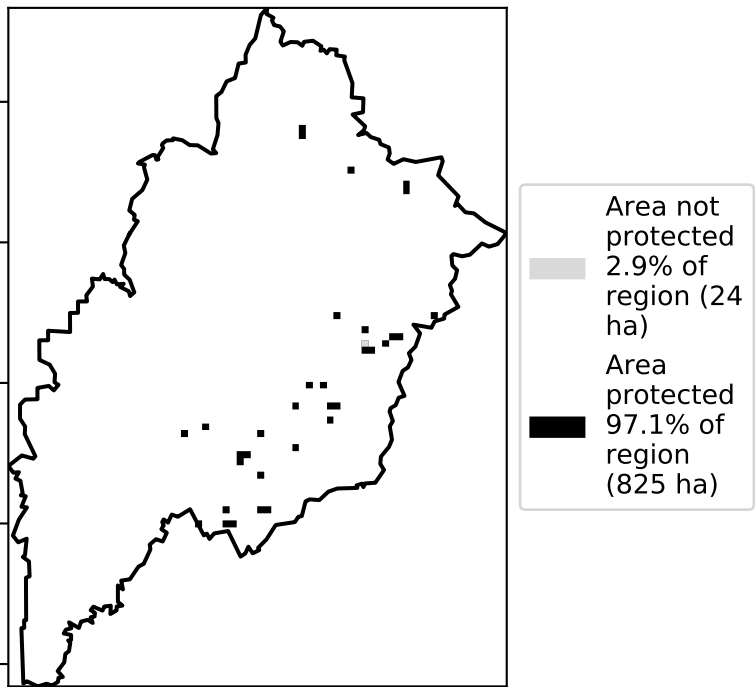 Area not
protected
2.9% of
region (24
ha)
Area
protected
97.1% of
region
(825 ha)